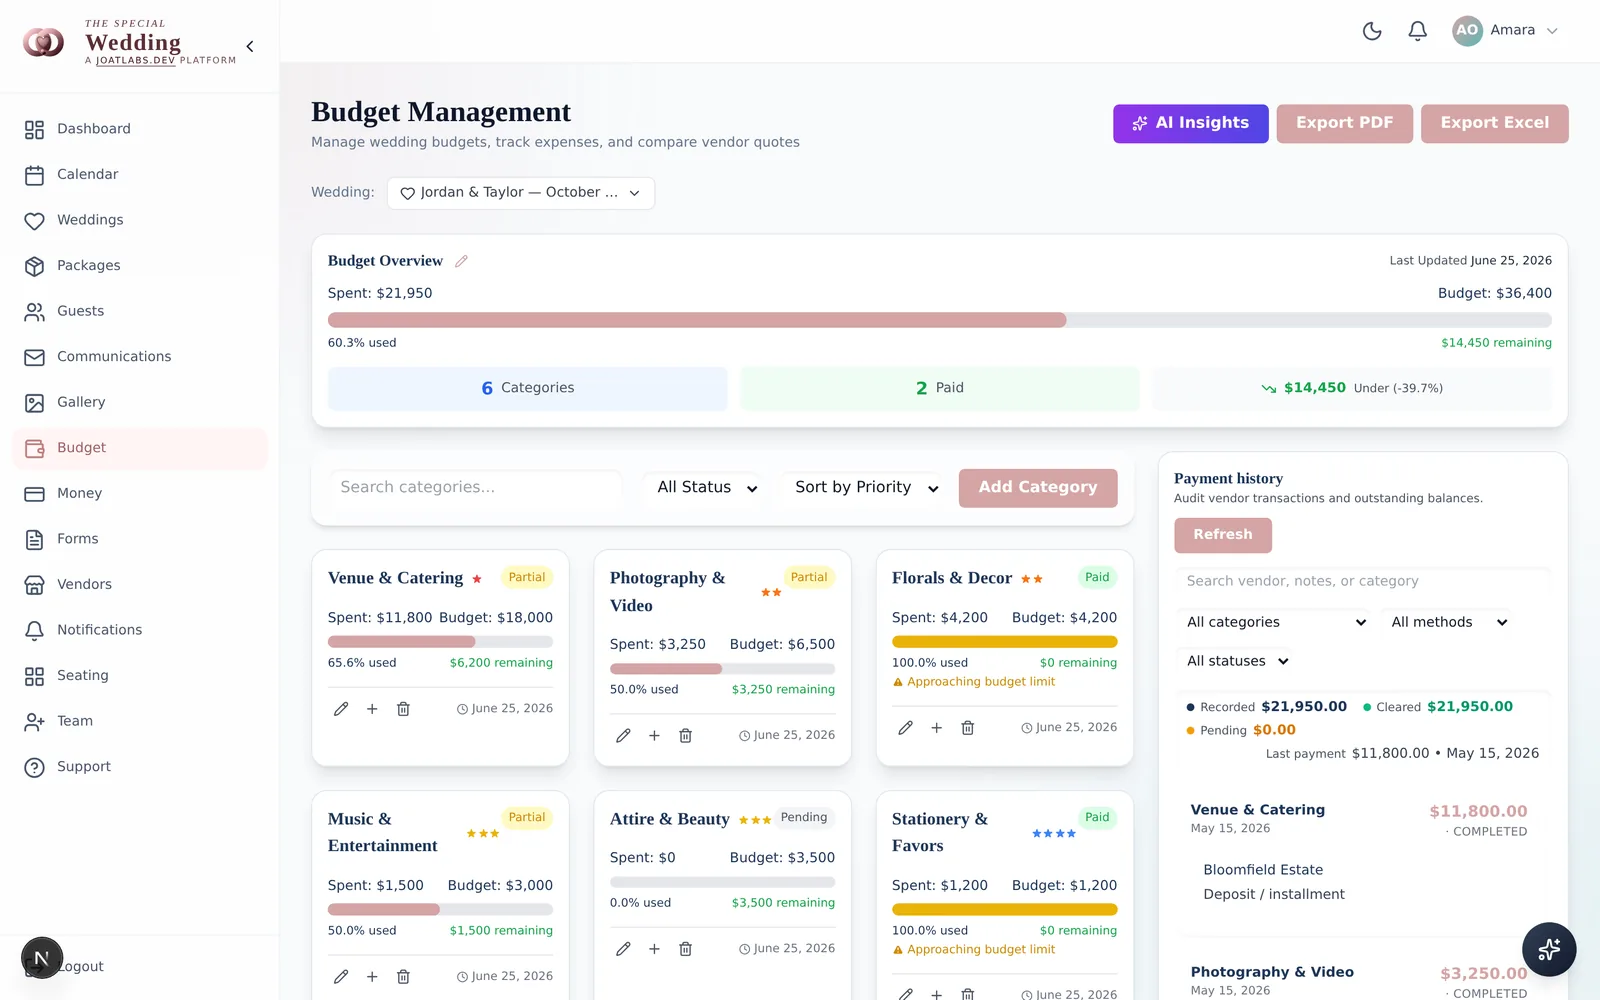 THE SPECIAL
Wedding
A JOATLABS.DEV PLATFORM
Dashboard
Calendar
Weddings
Packages
Guests
Communications
Gallery
Budget
Money
Forms
Vendors
Notifications
Seating
Team
Support
N
Logout
AO Amara
Budget Management
Manage wedding budgets, track expenses, and compare vendor quotes
AI Insights
Export PDF
Export Excel
Wedding: Jordan & Taylor — October ...
Budget Overview
Last Updated June 25, 2026
Spent: $21,950 Budget: $36,400
60.3% used $14,450 remaining
6 Categories
2 Paid
$14,450 Under (-39.7%)
Search categories...
All Status
Sort by Priority
Add Category
Venue & Catering ★ Partial
Spent: $11,800 Budget: $18,000
65.6% used $6,200 remaining
June 25, 2026
Photography & Video ★★ Partial
Spent: $3,250 Budget: $6,500
50.0% used $3,250 remaining
June 25, 2026
Florals & Decor ★★ Paid
Spent: $4,200 Budget: $4,200
100.0% used $0 remaining
Approaching budget limit
June 25, 2026
Music & Entertainment ★★★ Partial
Spent: $1,500 Budget: $3,000
50.0% used $1,500 remaining
June 25, 2026
Attire & Beauty ★★★ Pending
Spent: $0 Budget: $3,500
0.0% used $3,500 remaining
June 25, 2026
Stationery & Favors ★★★★ Paid
Spent: $1,200 Budget: $1,200
100.0% used $0 remaining
Approaching budget limit
June 25, 2026
Payment history
Audit vendor transactions and outstanding balances.
Refresh
Search vendor, notes, or category
All categories
All methods
All statuses
Recorded $21,950.00 Cleared $21,950.00
Pending $0.00
Last payment $11,800.00 • May 15, 2026
Venue & Catering $11,800.00
May 15, 2026 · COMPLETED
Bloomfield Estate
Deposit / installment
Photography & Video $3,250.00
May 15, 2026 · COMPLETED